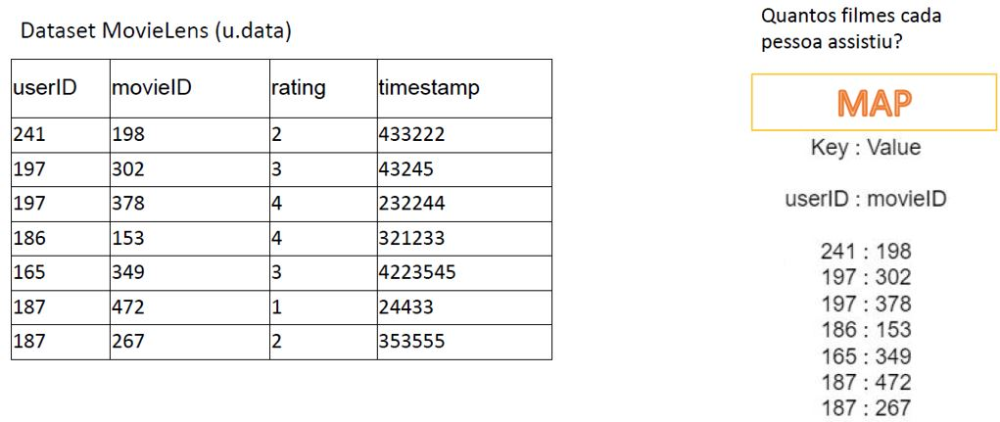 Dataset MovieLens (u.data)
userID movieID rating timestamp
241 198 2 433222
197 302 3 43245
197 378 4 232244
186 153 4 321233
165 349 3 4223545
187 472 1 24433
187 267 2 353555
Quantos filmes cada
pessoa assistiu?
MAP
Key : Value
userID : movieID
241 : 198
197 : 302
197 : 378
186 : 153
165 : 349
187 : 472
187 : 267